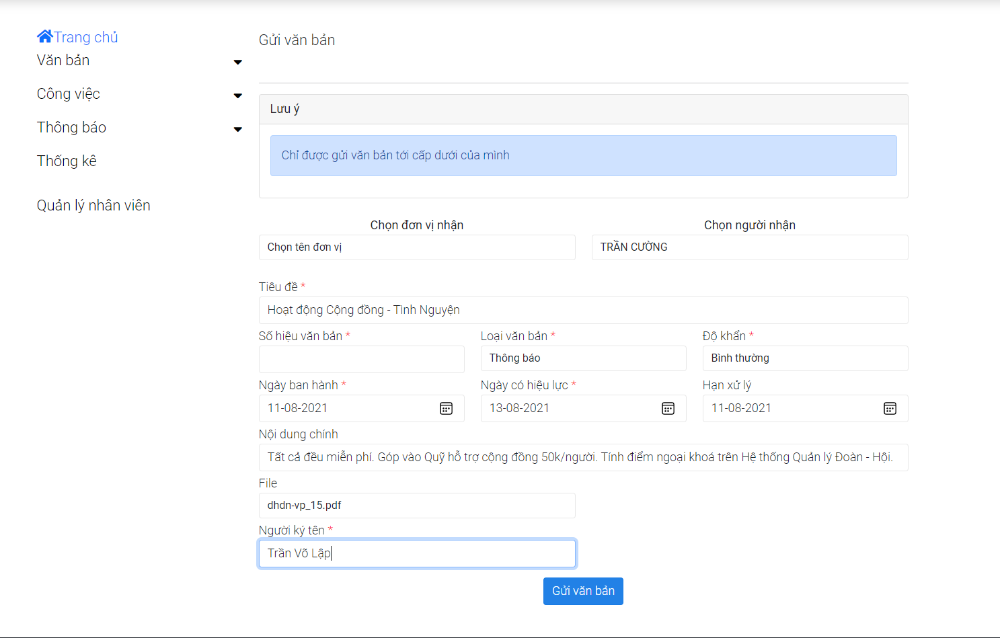 Trang chủ
Văn bản
Công việc
Thông báo
Thống kê
Quản lý nhân viên
Gửi văn bản
Lưu ý
Chỉ được gửi văn bản tới cấp dưới của mình
Chọn đơn vị nhận
Chọn người nhận
Chọn tên đơn vị
TRẦN CƯỜNG
Tiêu đề *
Hoạt động Cộng đồng - Tình Nguyện
Số hiệu văn bản *
Loại văn bản *
Độ khẩn *
Thông báo
Bình thường
Ngày ban hành *
Ngày có hiệu lực *
Hạn xử lý
11-08-2021
13-08-2021
11-08-2021
Nội dung chính
Tất cả đều miễn phí. Góp vào Quỹ hỗ trợ cộng đồng 50k/người. Tính điểm ngoại khoá trên Hệ thống Quản lý Đoàn - Hội.
File
dhdn-vp_15.pdf
Người ký tên *
Trần Võ Lập
Gửi văn bản